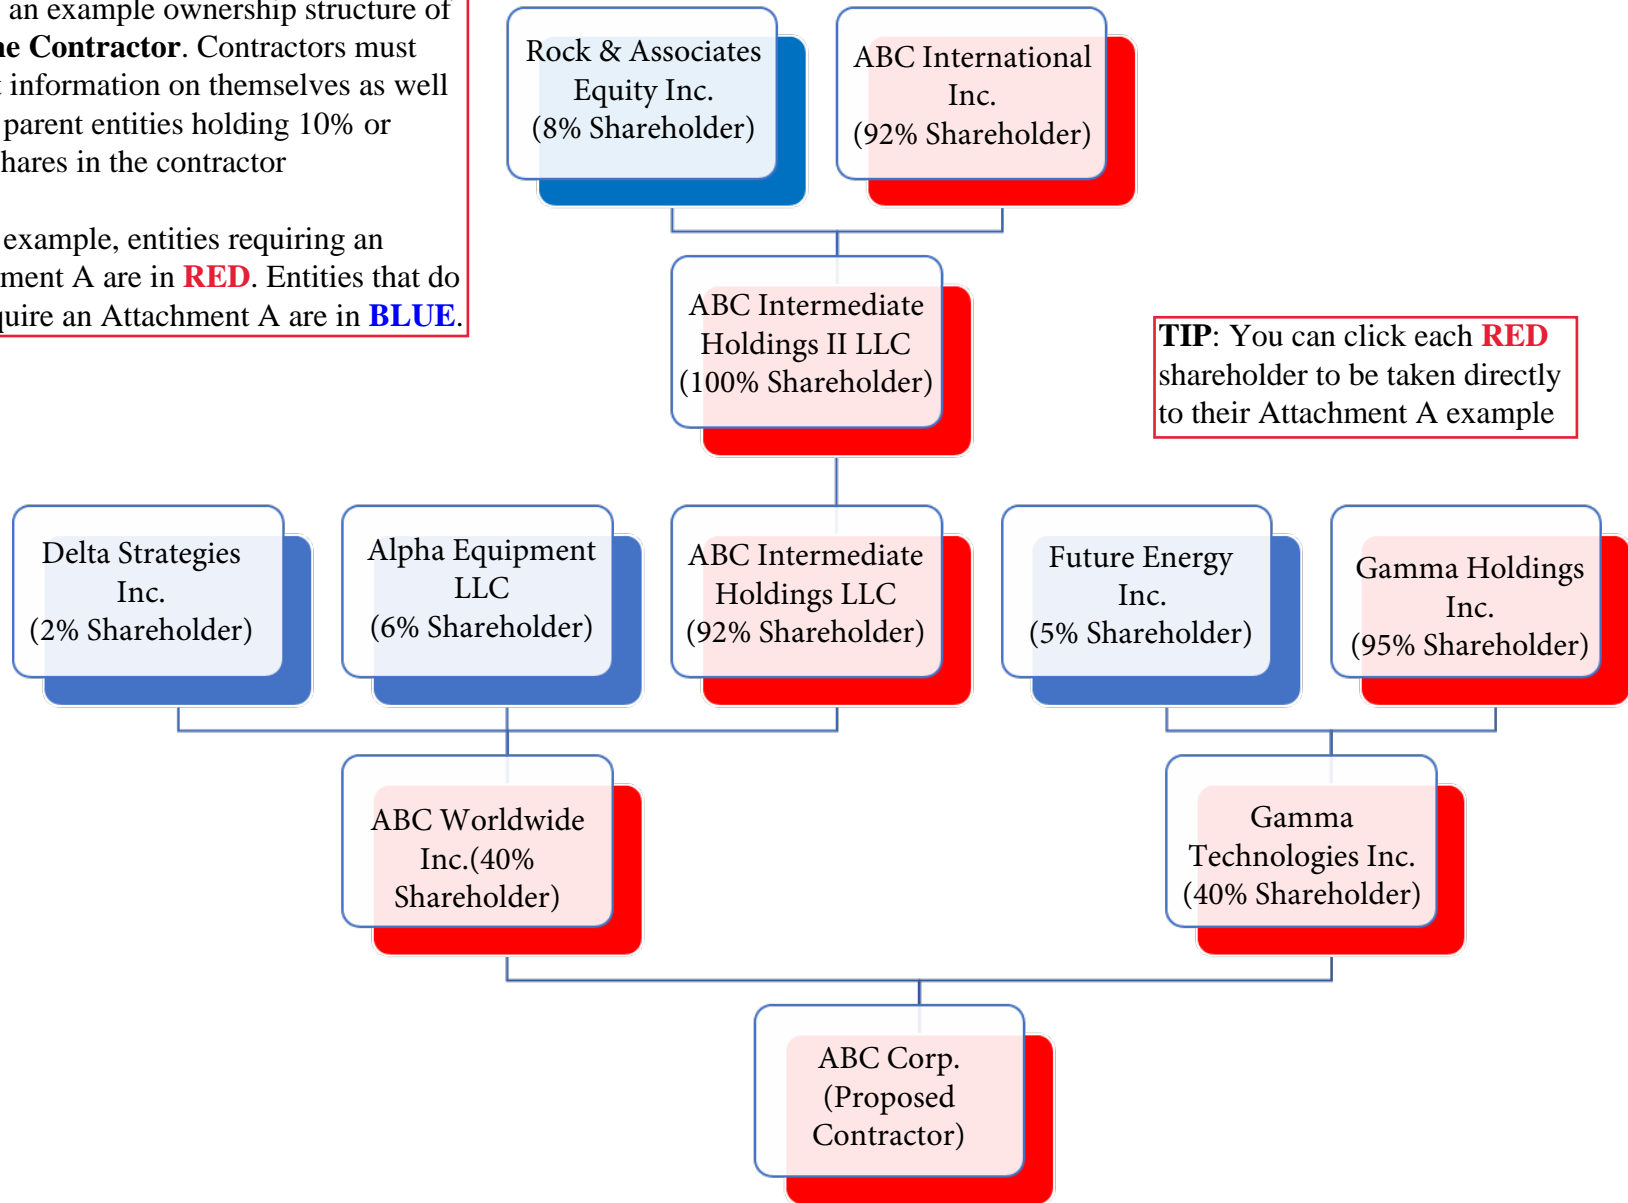 an example ownership structure of
Contractor. Contractors must
information on themselves as well
parent entities holding 10% or
in the contractor
example, entities requiring an
A are in RED. Entities that do
an Attachment A are in BLUE.
Rock & Associates
Equity Inc.
(8% Shareholder)
ABC International
Inc.
(92% Shareholder)
ABC Intermediate
Holdings II LLC
(100% Shareholder)
TIP: You can click each RED
shareholder to be taken directly
to their Attachment A example
Delta Strategies
Inc.
(2% Shareholder)
Alpha Equipment
LLC
(6% Shareholder)
ABC Intermediate
Holdings LLC
(92% Shareholder)
Future Energy
Inc.
(5% Shareholder)
Gamma Holdings
Inc.
(95% Shareholder)
ABC Worldwide
Inc.(40%
Shareholder)
Gamma
Technologies Inc.
(40% Shareholder)
ABC Corp.
(Proposed
Contractor)